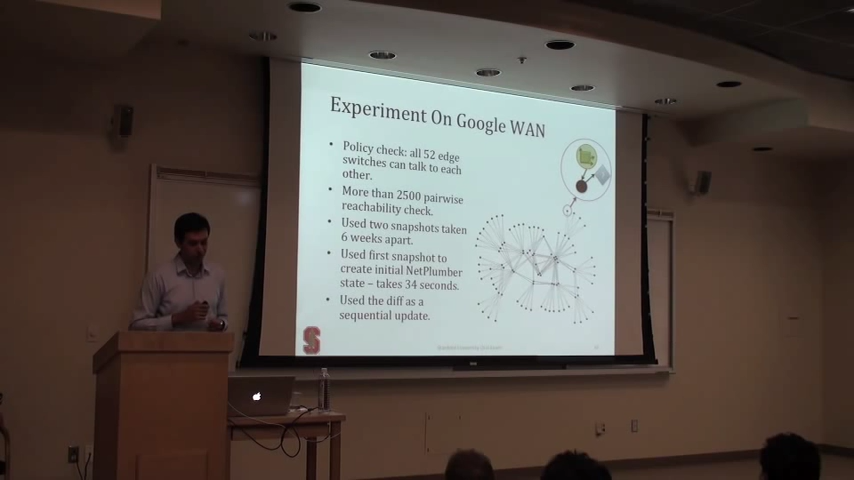 Experiment On Google WAN
• Policy check: all 52 edge
switches can talk to each
other.
• More than 2500 pairwise
reachability check.
• Used two snapshots taken
6 weeks apart.
• Used first snapshot to
create initial NetPlumber
state – takes 34 seconds.
• Used the diff as a
sequential update.
S